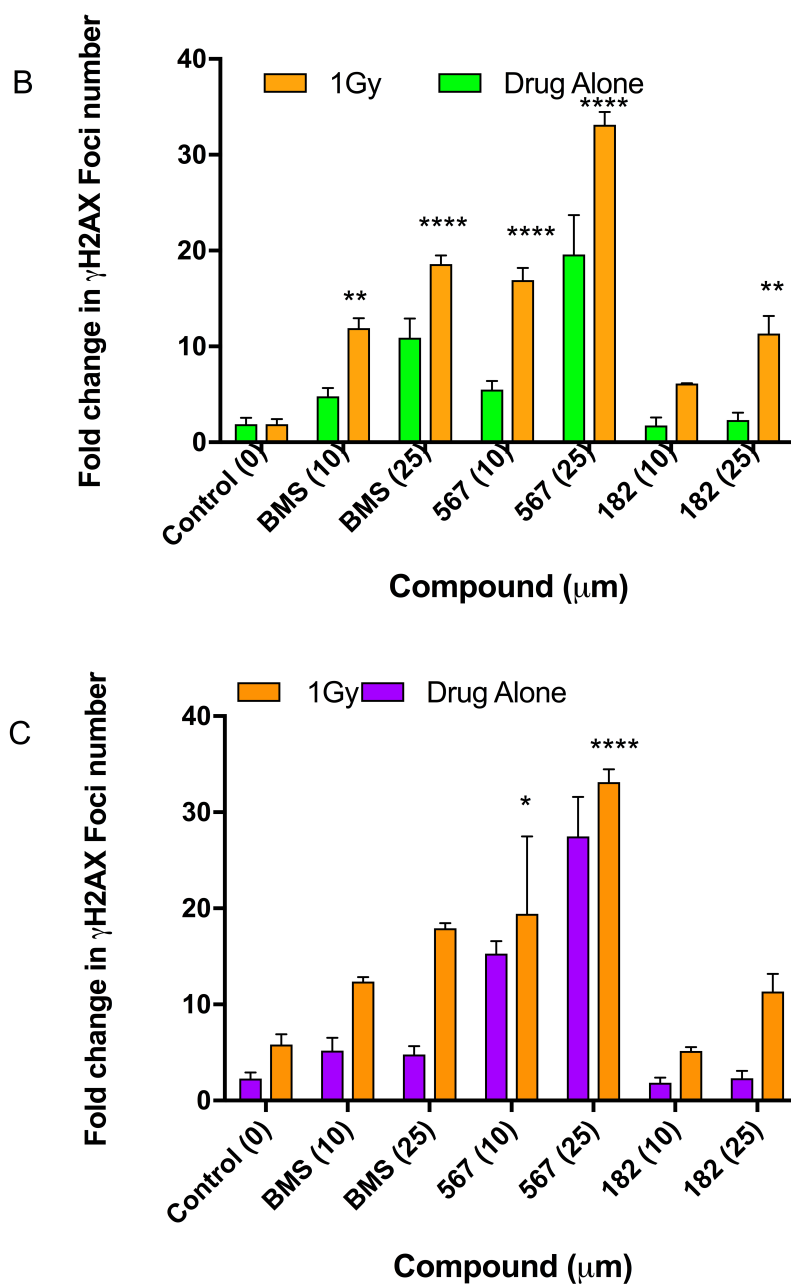 B
Fold change in γH2AX Foci number
40
30
20
10
0
1Gy
Drug Alone
**
****
****
****
**
Control (0)
BMS (10)
BMS (25)
567 (10)
567 (25)
182 (10)
182 (25)
Compound (μm)
C
Fold change in γH2AX Foci number
40
30
20
10
0
1Gy
Drug Alone
*
****
Control (0)
BMS (10)
BMS (25)
567 (10)
567 (25)
182 (10)
182 (25)
Compound (μm)